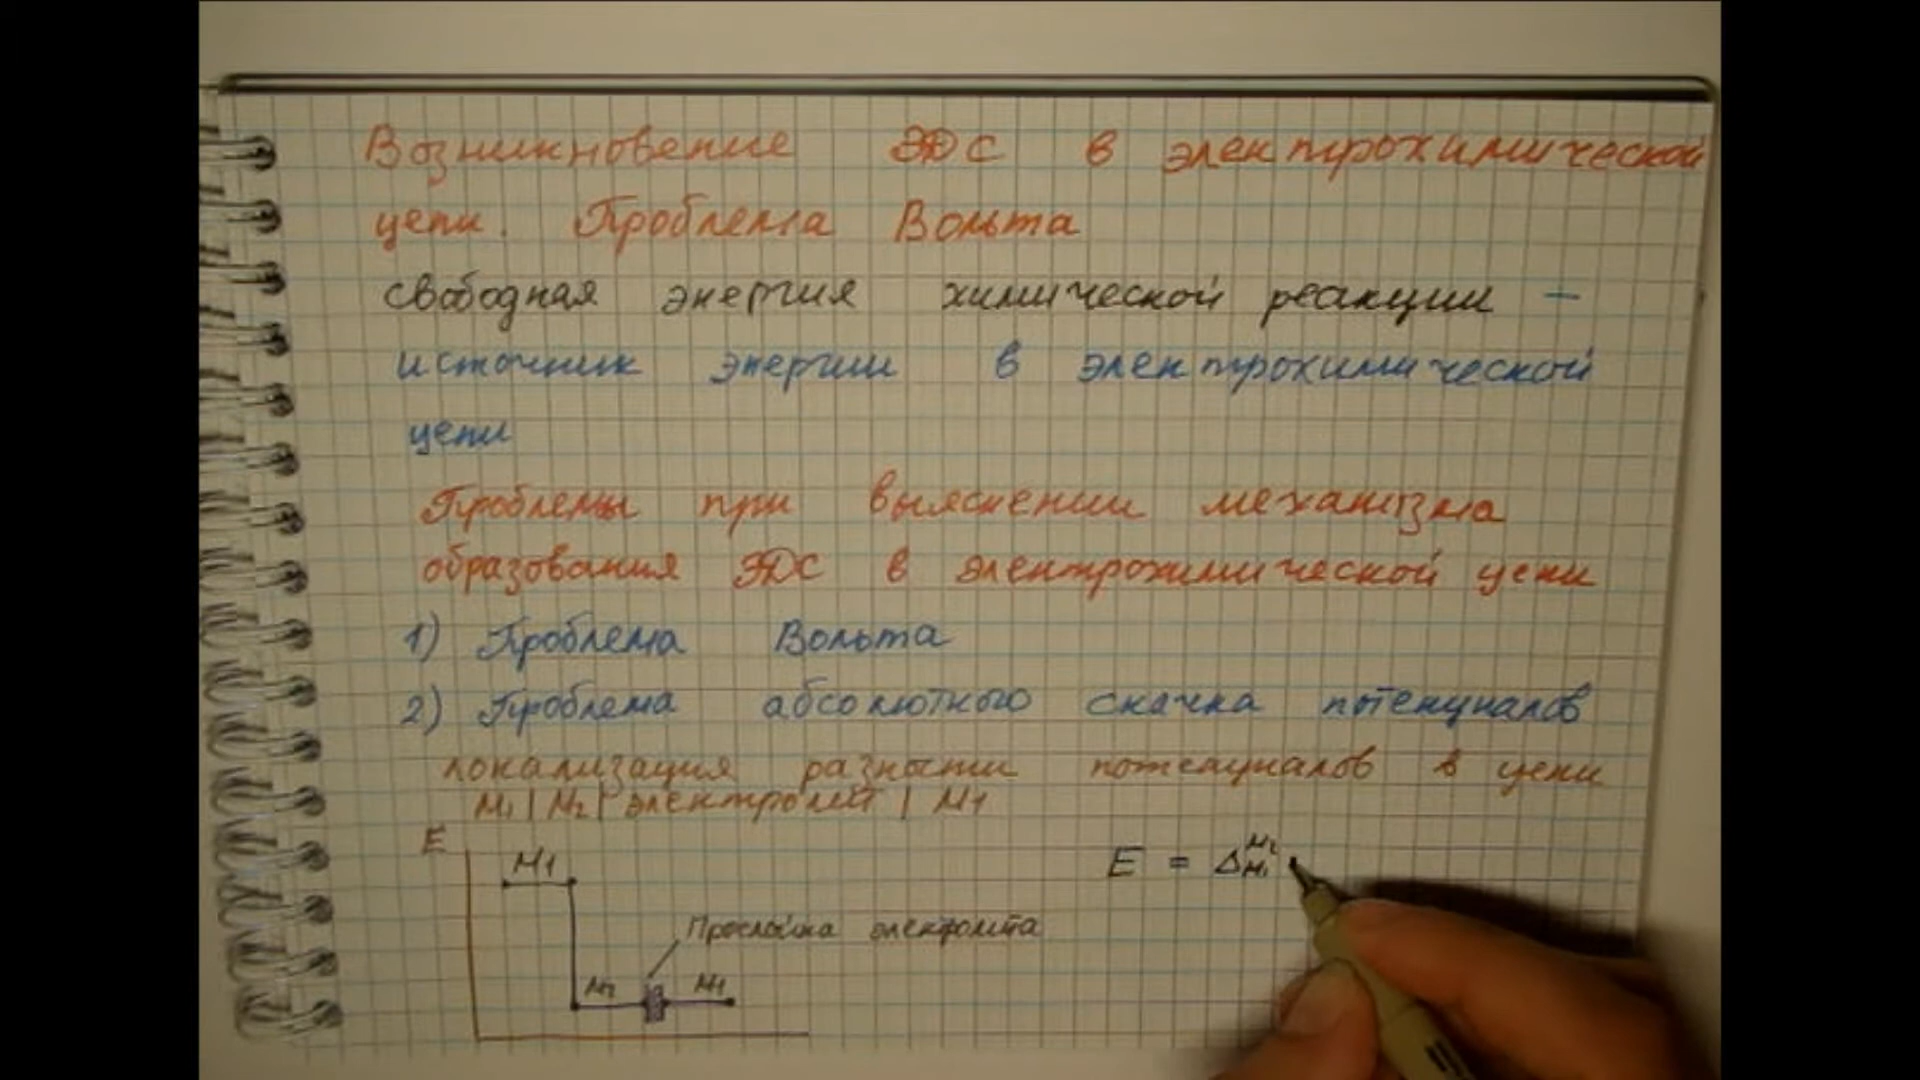 Возникновение ЭДС в электрохимической
цепи. Проблема Вольта
свободная энергия химической реакции –
источник энергии в электрохимической
цепи
Проблемы при выяснении механизма
образования ЭДС в электрохимической цепи
1) Проблема Вольта
2) Проблема абсолютного скачка потенциалов
локализация разности потенциалов в цепи
M₁ | M₂ | электролит | M1
E
M1
E = Δ^M₂_M₁
Прослойка электролита
M₂ M1